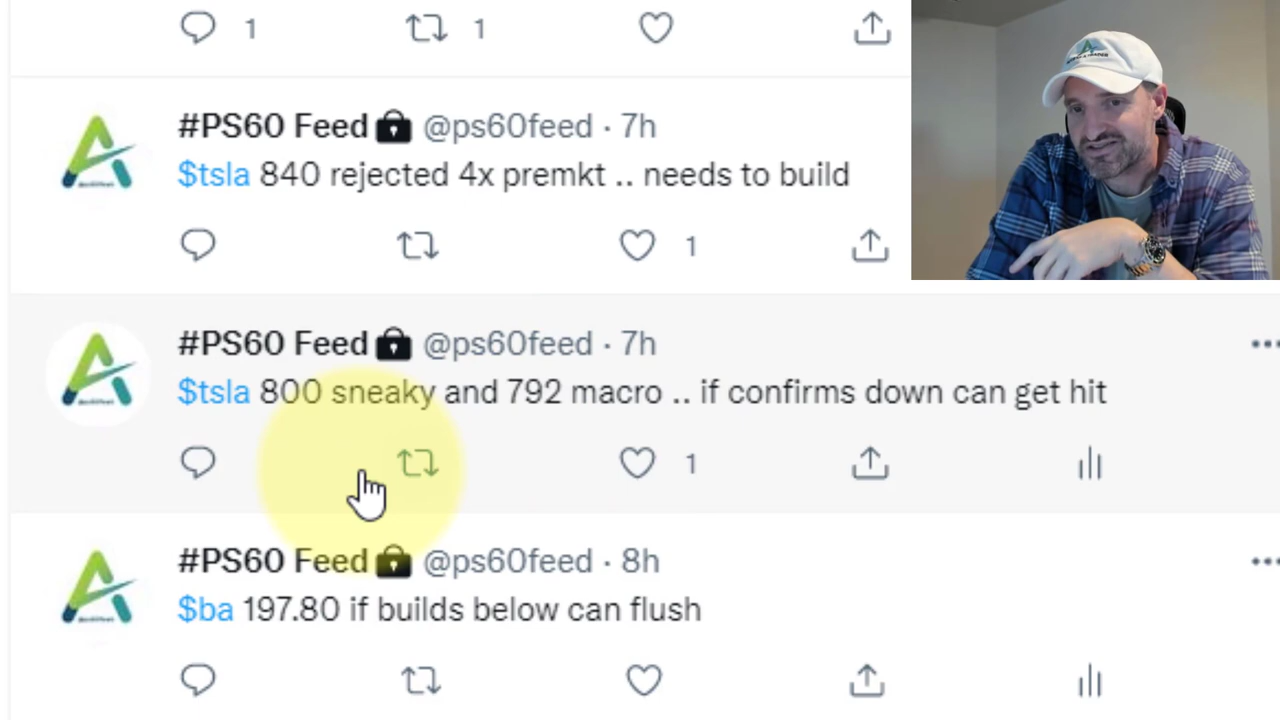 1 1
#PS60 Feed @ps60feed · 7h
$tsla 840 rejected 4x premkt .. needs to build
1
#PS60 Feed @ps60feed · 7h
$tsla 800 sneaky and 792 macro .. if confirms down can get hit
1
#PS60 Feed @ps60feed · 8h
$ba 197.80 if builds below can flush